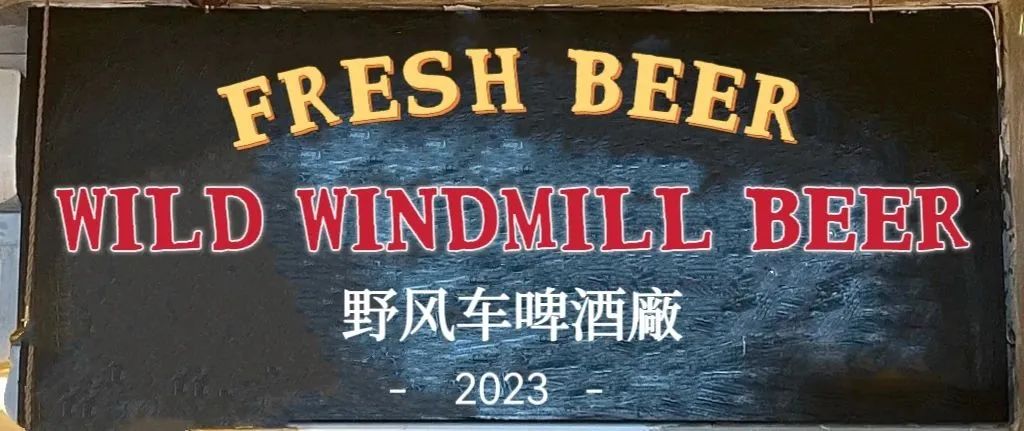 FRESH BEER
WILD WINDMILL BEER
野风车啤酒廠
- 2023 -